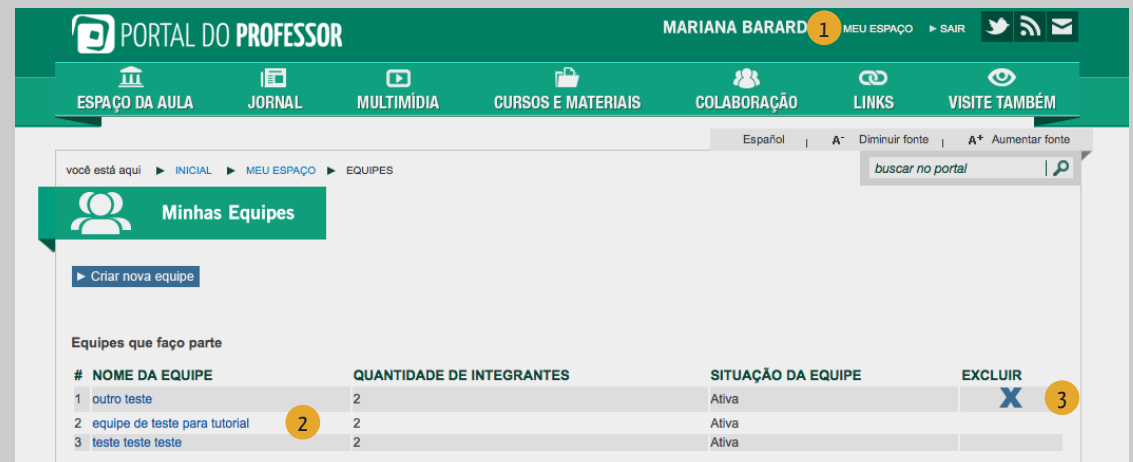 PORTAL DO PROFESSOR
MARIANA BARARD 1 MEU ESPAÇO ► SAIR
ESPAÇO DA AULA JORNAL MULTIMÍDIA CURSOS E MATERIAIS COLABORAÇÃO LINKS VISITE TAMBÉM
Español | A- Diminuir fonte | A+ Aumentar fonte
você está aqui ► INICIAL ► MEU ESPAÇO ► EQUIPES
buscar no portal
Minhas Equipes
► Criar nova equipe
Equipes que faço parte
# NOME DA EQUIPE QUANTIDADE DE INTEGRANTES SITUAÇÃO DA EQUIPE EXCLUIR
1 outro teste 2 Ativa X 3
2 equipe de teste para tutorial 2 2 Ativa
3 teste teste teste 2 Ativa